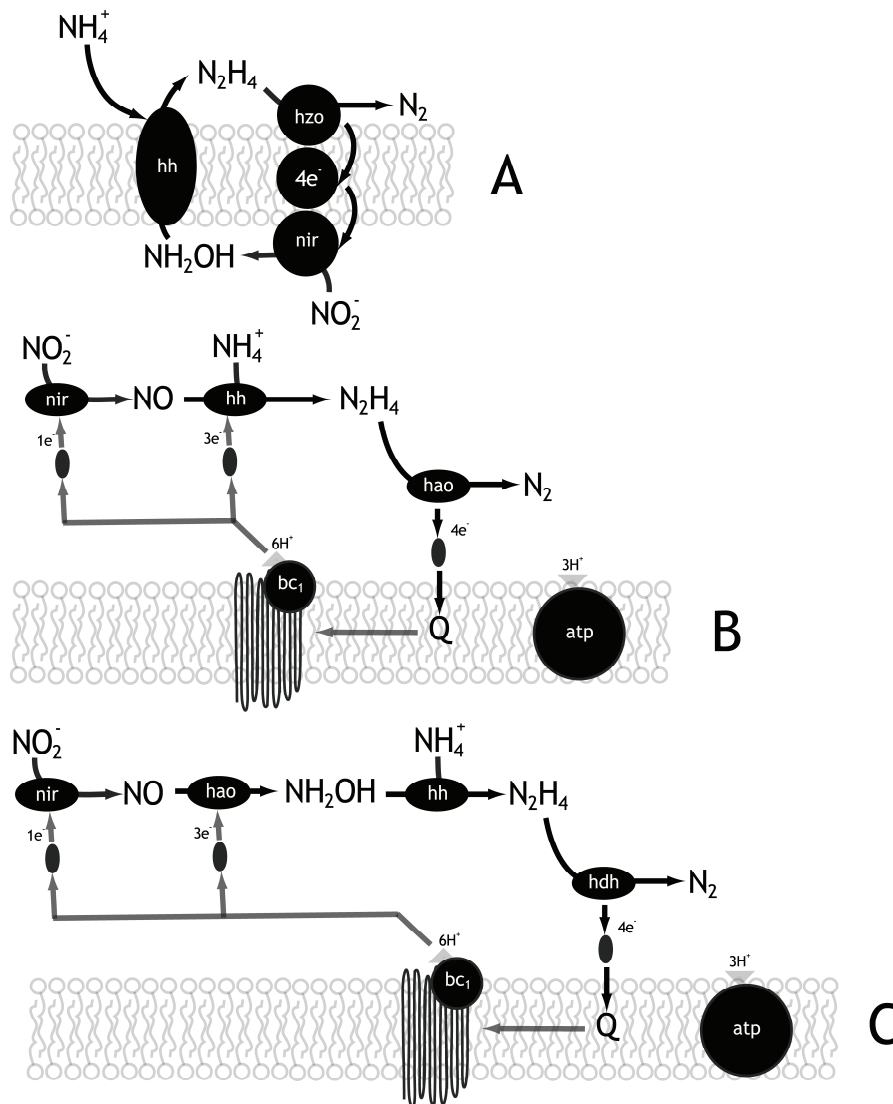 NH₄⁺
N₂H₄
hzo
N₂
hh
4e⁻
A
nir
NH₂OH
NO₂⁻
NO₂⁻
NH₄⁺
nir
NO
hh
N₂H₄
1e⁻
3e⁻
hao
N₂
4e⁻
6H⁺
3H⁺
bc₁
Q
atp
B
NO₂⁻
NH₄⁺
nir
NO
hao
NH₂OH
hh
N₂H₄
1e⁻
3e⁻
hdh
N₂
4e⁻
6H⁺
3H⁺
bc₁
Q
atp
C